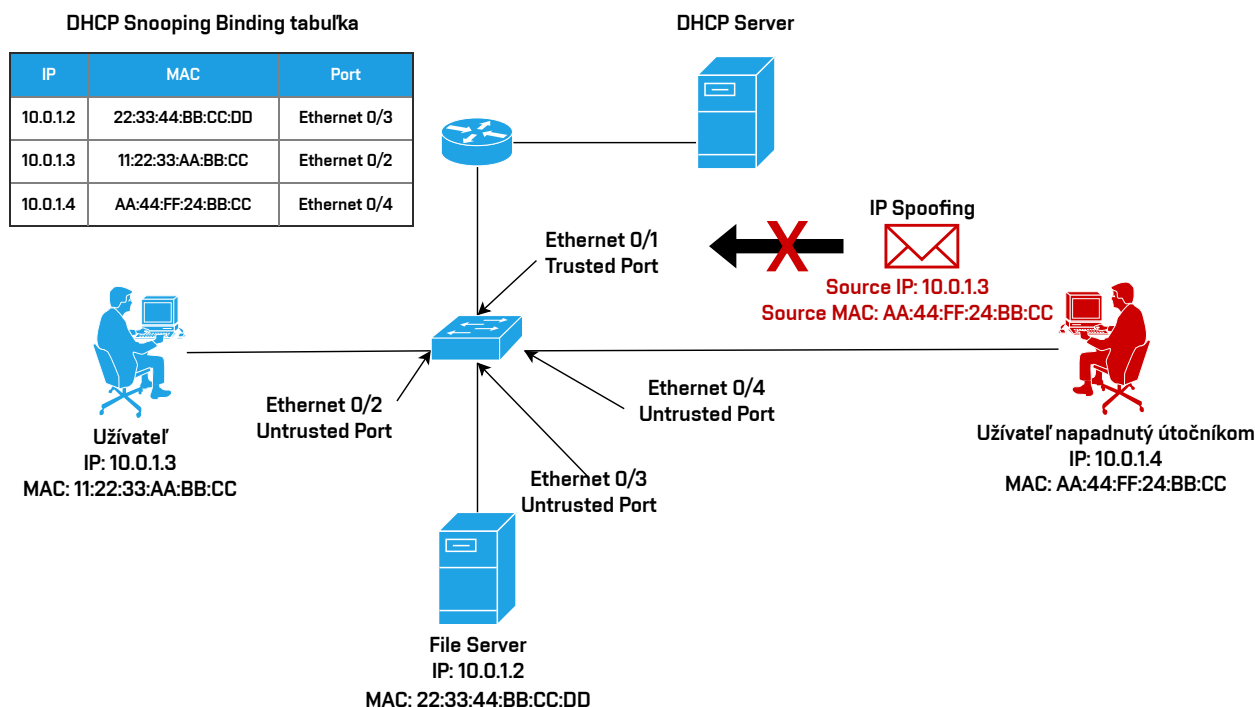 DHCP Snooping Binding tabuľka
DHCP Server
IP MAC Port
10.0.1.2 22:33:44:BB:CC:DD Ethernet 0/3
10.0.1.3 11:22:33:AA:BB:CC Ethernet 0/2
10.0.1.4 AA:44:FF:24:BB:CC Ethernet 0/4
IP Spoofing
Ethernet 0/1
Trusted Port
Source IP: 10.0.1.3
Source MAC: AA:44:FF:24:BB:CC
Ethernet 0/2
Untrusted Port
Ethernet 0/4
Untrusted Port
Užívateľ
IP: 10.0.1.3
MAC: 11:22:33:AA:BB:CC
Ethernet 0/3
Untrusted Port
Užívateľ napadnutý útočníkom
IP: 10.0.1.4
MAC: AA:44:FF:24:BB:CC
File Server
IP: 10.0.1.2
MAC: 22:33:44:BB:CC:DD